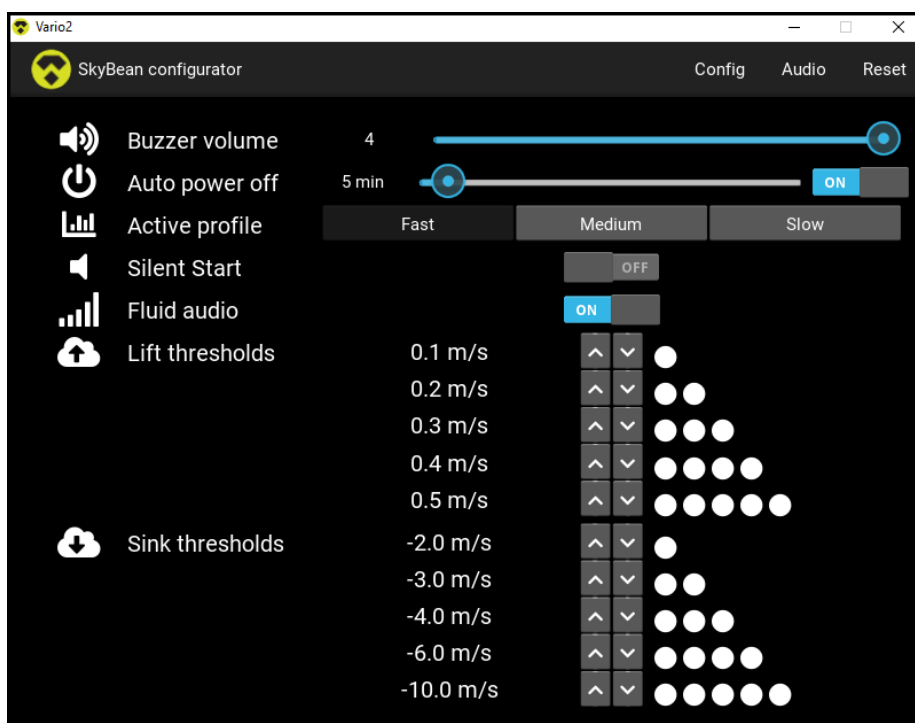 Vario2
SkyBean configurator Config Audio Reset
Buzzer volume 4
Auto power off 5 min ON
Active profile Fast Medium Slow
Silent Start OFF
Fluid audio ON
Lift thresholds 0.1 m/s
0.2 m/s
0.3 m/s
0.4 m/s
0.5 m/s
Sink thresholds -2.0 m/s
-3.0 m/s
-4.0 m/s
-6.0 m/s
-10.0 m/s